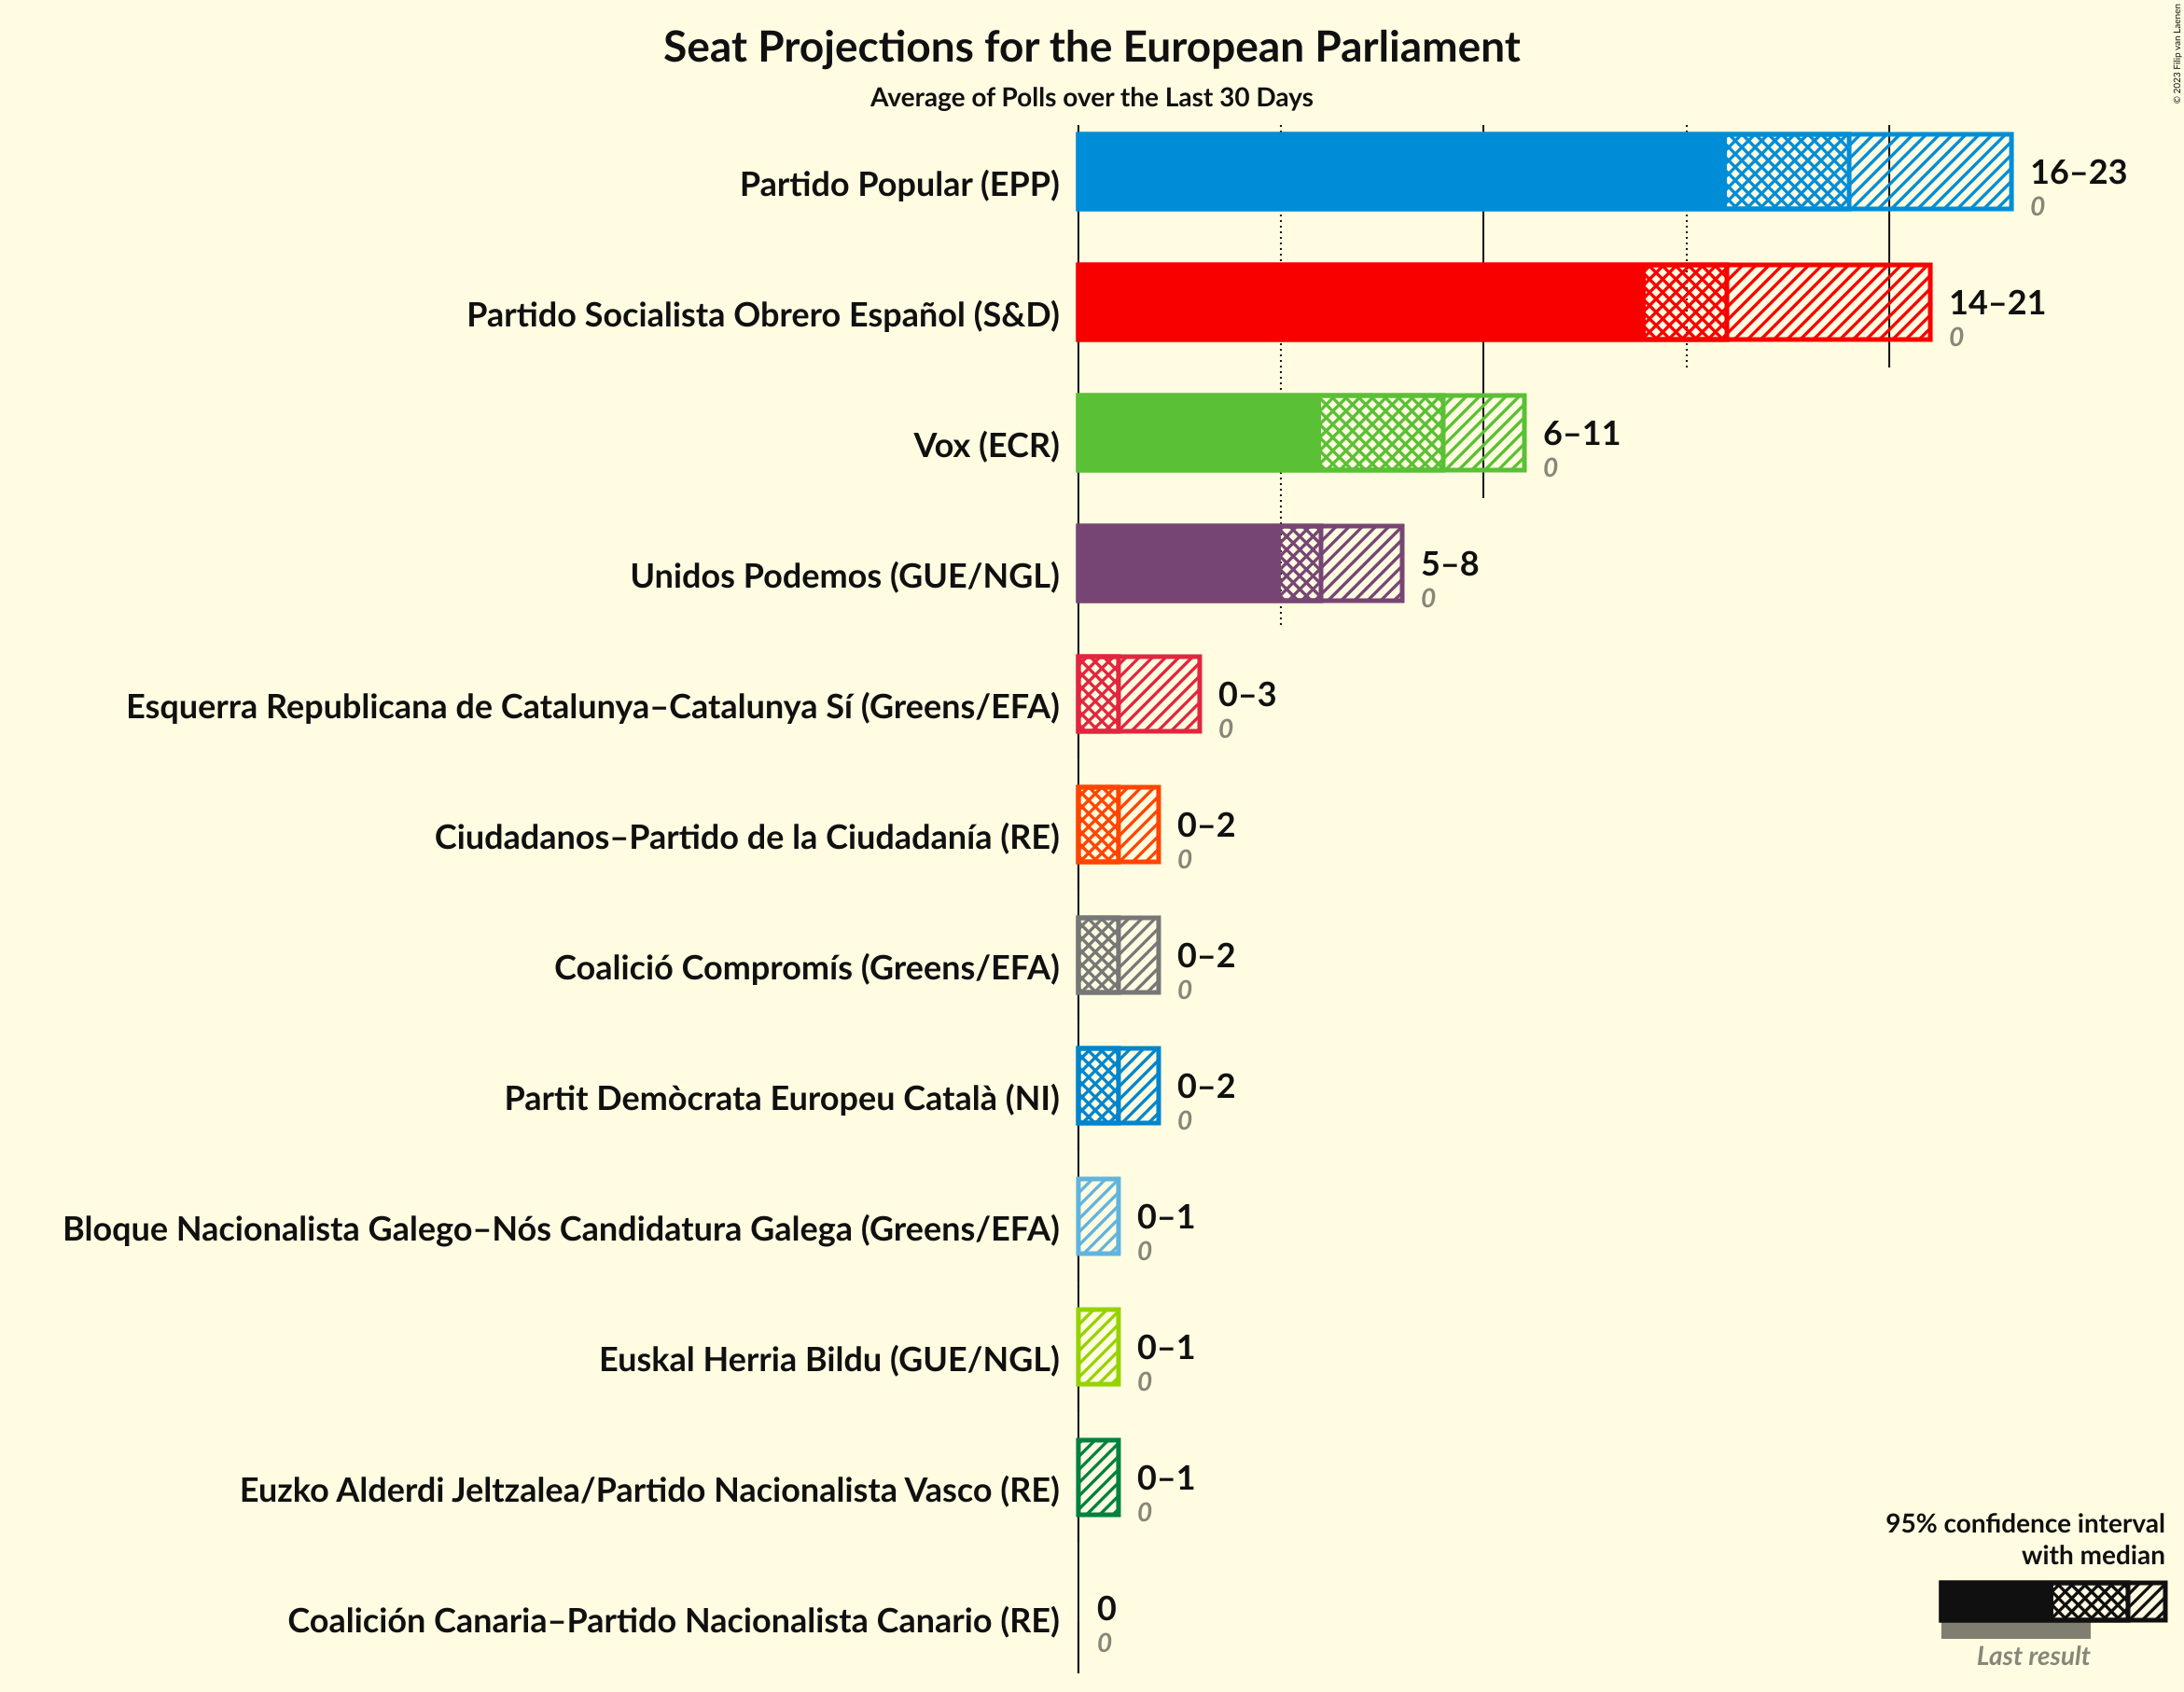 Seat Projections for the European Parliament
Average of Polls over the Last 30 Days
© 2023 Filip van Laenen
Partido Popular (EPP)
16–23
0
Partido Socialista Obrero Español (S&D)
14–21
0
Vox (ECR)
6–11
0
Unidos Podemos (GUE/NGL)
5–8
0
Esquerra Republicana de Catalunya–Catalunya Sí (Greens/EFA)
0–3
0
Ciudadanos–Partido de la Ciudadanía (RE)
0–2
0
Coalició Compromís (Greens/EFA)
0–2
0
Partit Demòcrata Europeu Català (NI)
0–2
0
Bloque Nacionalista Galego–Nós Candidatura Galega (Greens/EFA)
0–1
0
Euskal Herria Bildu (GUE/NGL)
0–1
0
Euzko Alderdi Jeltzalea/Partido Nacionalista Vasco (RE)
0–1
0
Coalición Canaria–Partido Nacionalista Canario (RE)
0
0
95% confidence interval
with median
Last result